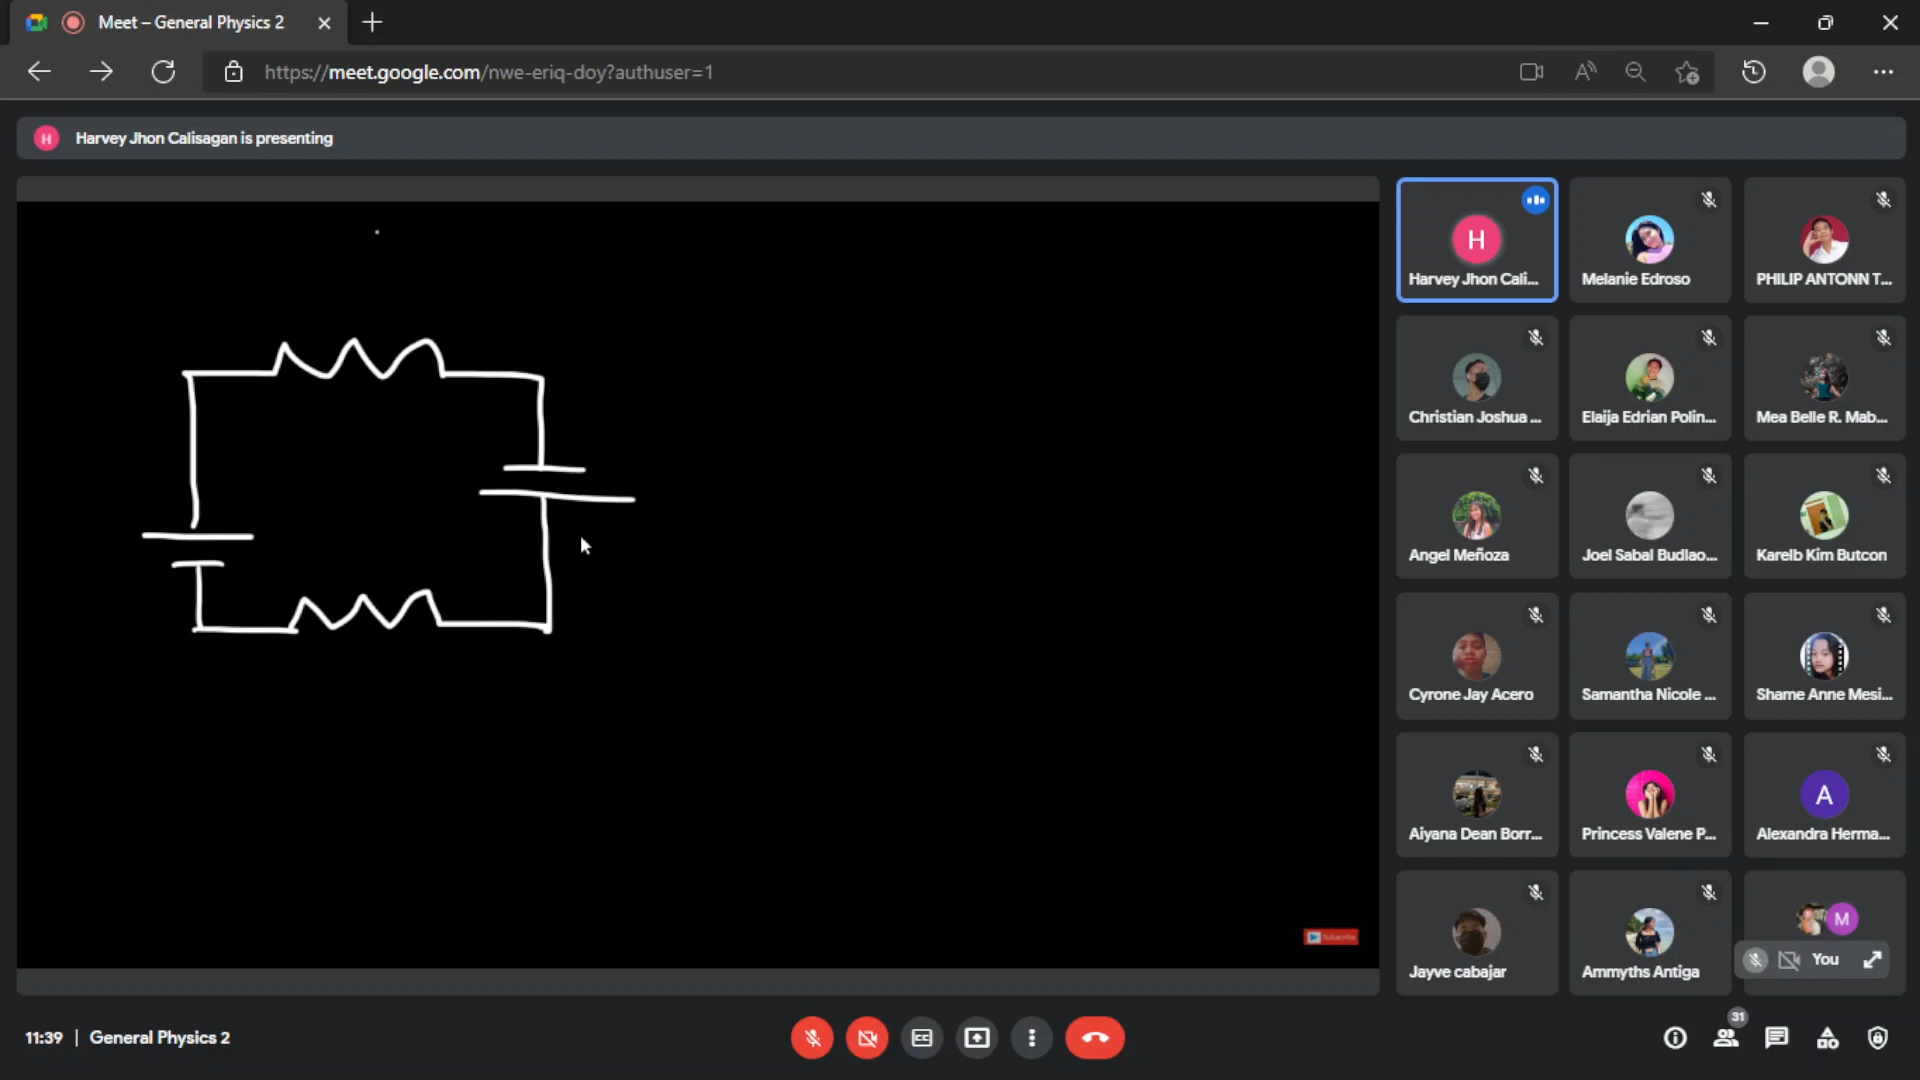 Meet – General Physics 2
https://meet.google.com/nwe-eriq-doy?authuser=1
H
Harvey Jhon Calisagan is presenting
H
Harvey Jhon Cali...
Melanie Edroso
PHILIP ANTONN T...
Christian Joshua ...
Elaija Edrian Polin...
Mea Belle R. Mab...
Angel Meñoza
Joel Sabal Budlao...
Karelb Kim Butcon
Cyrone Jay Acero
Samantha Nicole ...
Shame Anne Mesi...
Aiyana Dean Borr...
Princess Valene P...
A
Alexandra Herma...
Jayve cabajar
Ammyths Antiga
M
You
Subscribe
11:39 | General Physics 2
31